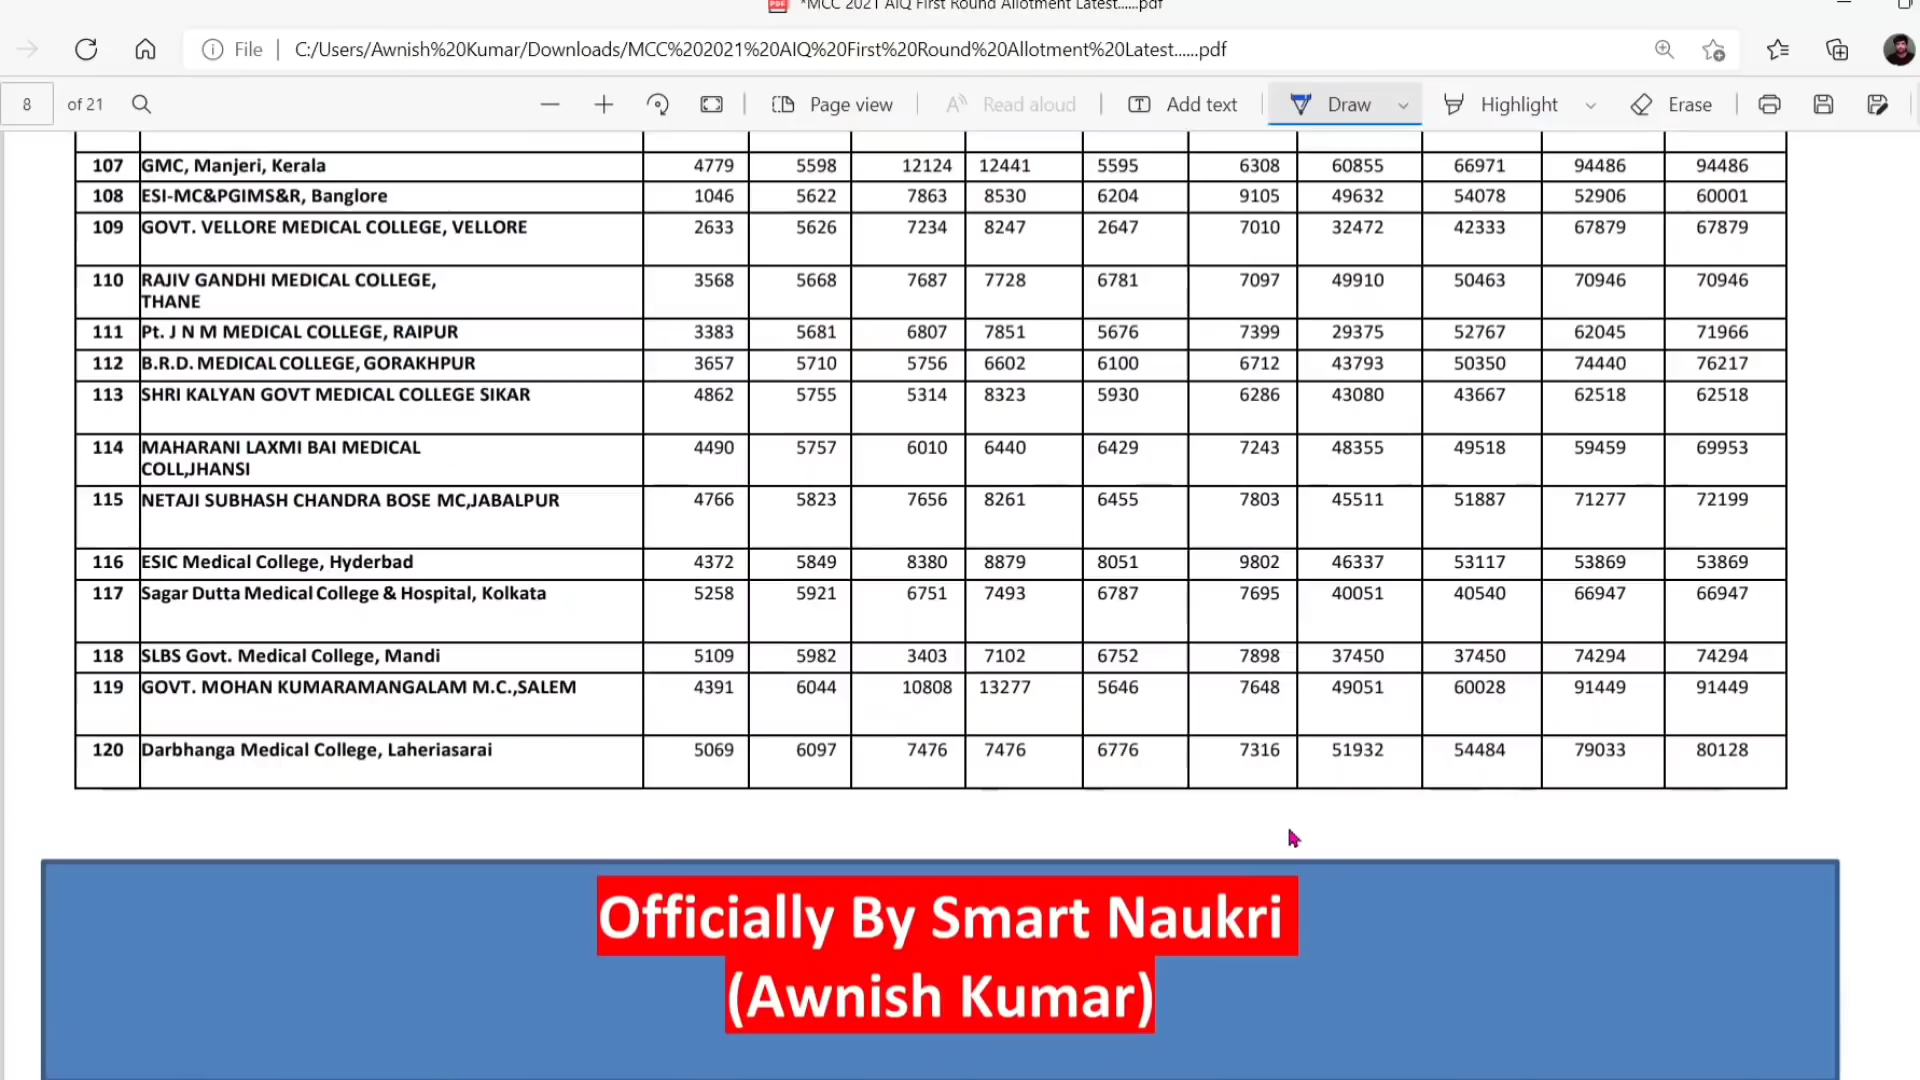 *MCC 2021 AIQ First Round Allotment Latest......pdf
File | C:/Users/Awnish%20Kumar/Downloads/MCC%202021%20AIQ%20First%20Round%20Allotment%20Latest......pdf
8 of 21 Page view Read aloud Add text Draw Highlight Erase
107 GMC, Manjeri, Kerala 4779 5598 12124 12441 5595 6308 60855 66971 94486 94486
108 ESI-MC&PGIMS&R, Banglore 1046 5622 7863 8530 6204 9105 49632 54078 52906 60001
109 GOVT. VELLORE MEDICAL COLLEGE, VELLORE 2633 5626 7234 8247 2647 7010 32472 42333 67879 67879
110 RAJIV GANDHI MEDICAL COLLEGE, 3568 5668 7687 7728 6781 7097 49910 50463 70946 70946
THANE
111 Pt. J N M MEDICAL COLLEGE, RAIPUR 3383 5681 6807 7851 5676 7399 29375 52767 62045 71966
112 B.R.D. MEDICAL COLLEGE, GORAKHPUR 3657 5710 5756 6602 6100 6712 43793 50350 74440 76217
113 SHRI KALYAN GOVT MEDICAL COLLEGE SIKAR 4862 5755 5314 8323 5930 6286 43080 43667 62518 62518
114 MAHARANI LAXMI BAI MEDICAL 4490 5757 6010 6440 6429 7243 48355 49518 59459 69953
COLL,JHANSI
115 NETAJI SUBHASH CHANDRA BOSE MC,JABALPUR 4766 5823 7656 8261 6455 7803 45511 51887 71277 72199
116 ESIC Medical College, Hyderbad 4372 5849 8380 8879 8051 9802 46337 53117 53869 53869
117 Sagar Dutta Medical College & Hospital, Kolkata 5258 5921 6751 7493 6787 7695 40051 40540 66947 66947
118 SLBS Govt. Medical College, Mandi 5109 5982 3403 7102 6752 7898 37450 37450 74294 74294
119 GOVT. MOHAN KUMARAMANGALAM M.C.,SALEM 4391 6044 10808 13277 5646 7648 49051 60028 91449 91449
120 Darbhanga Medical College, Laheriasarai 5069 6097 7476 7476 6776 7316 51932 54484 79033 80128
Officially By Smart Naukri
(Awnish Kumar)